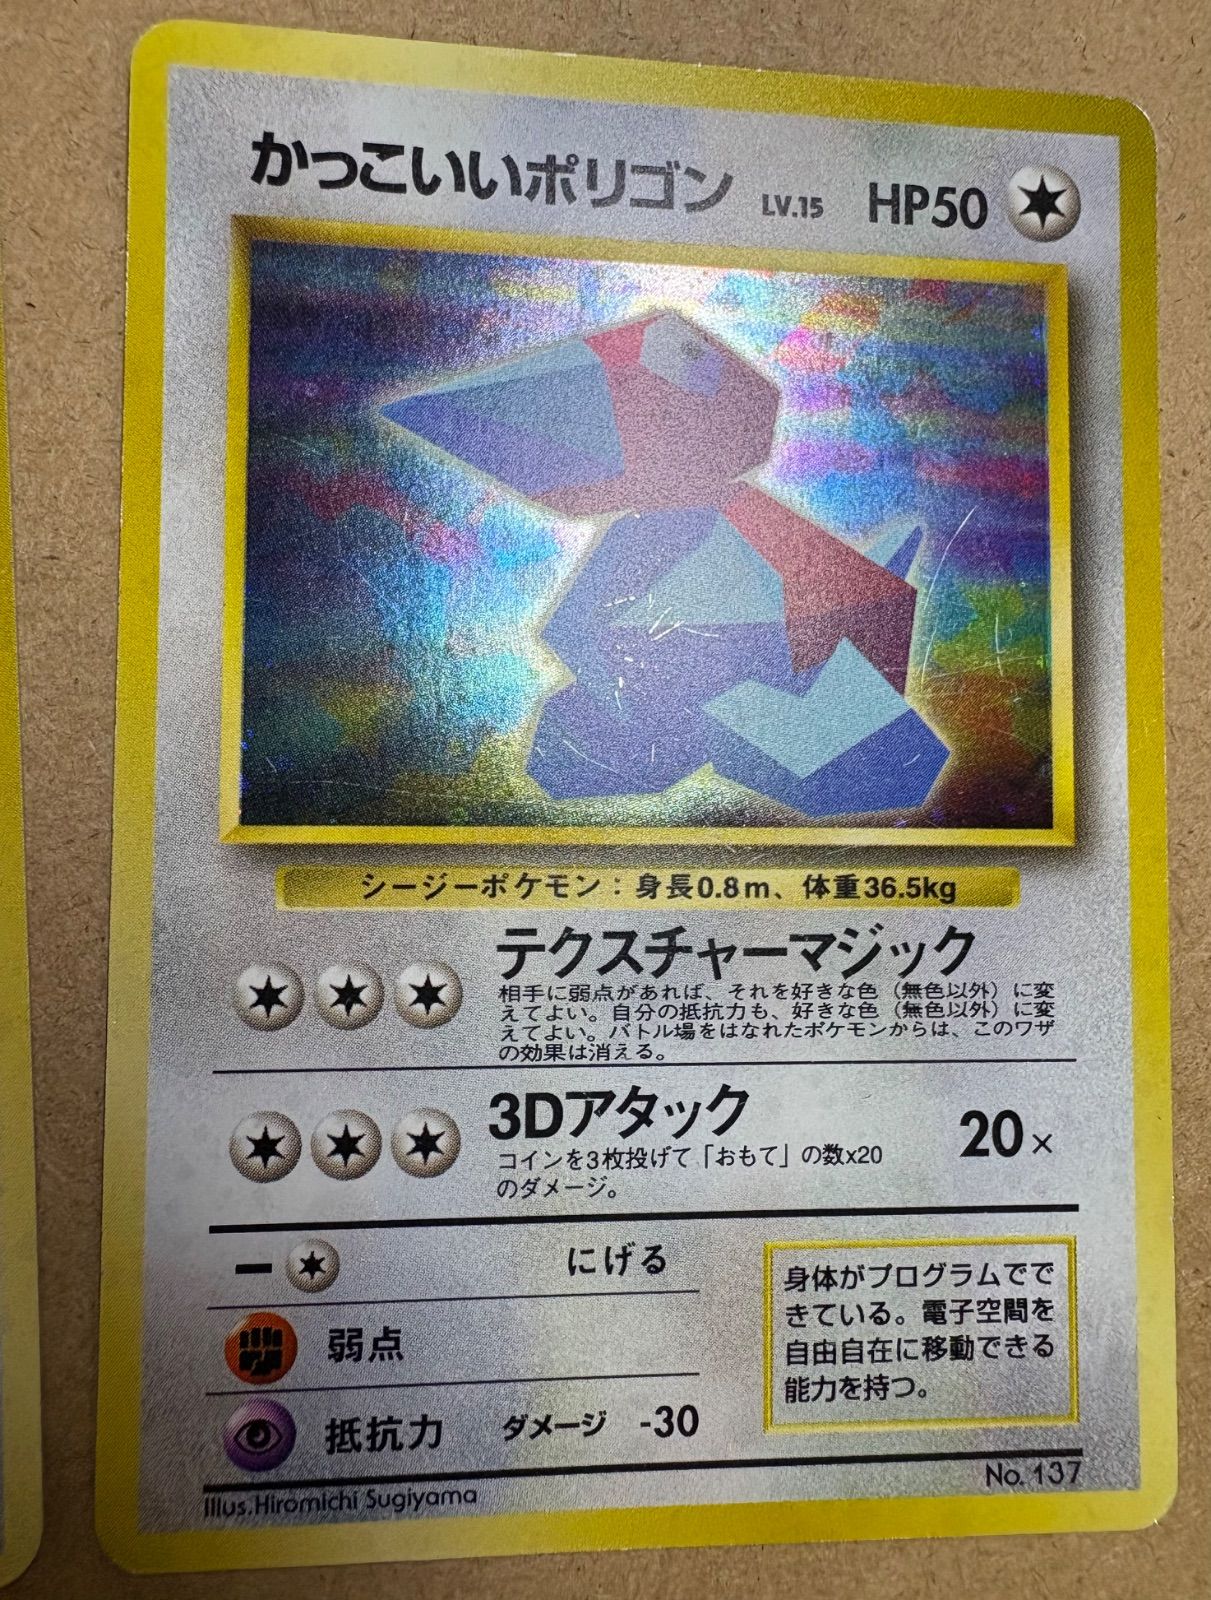 かっこいいポリゴン LV.15 HP50
シージーポケモン：身長0.8m、体重36.5kg
テクスチャーマジック
相手に弱点があれば、それを好きな色（無色以外）に変
えてよい。自分の抵抗力も、好きな色（無色以外）に変
えてよい。バトル場をはなれたポケモンからは、このワザ
の効果は消える。
3Dアタック 20×
コインを3枚投げて「おもて」の数x20
のダメージ。
にげる
弱点
抵抗力 ダメージ -30
身体がプログラムでで
きている。電子空間を
自由自在に移動できる
能力を持つ。
Illus.Hiromichi Sugiyama
No. 137